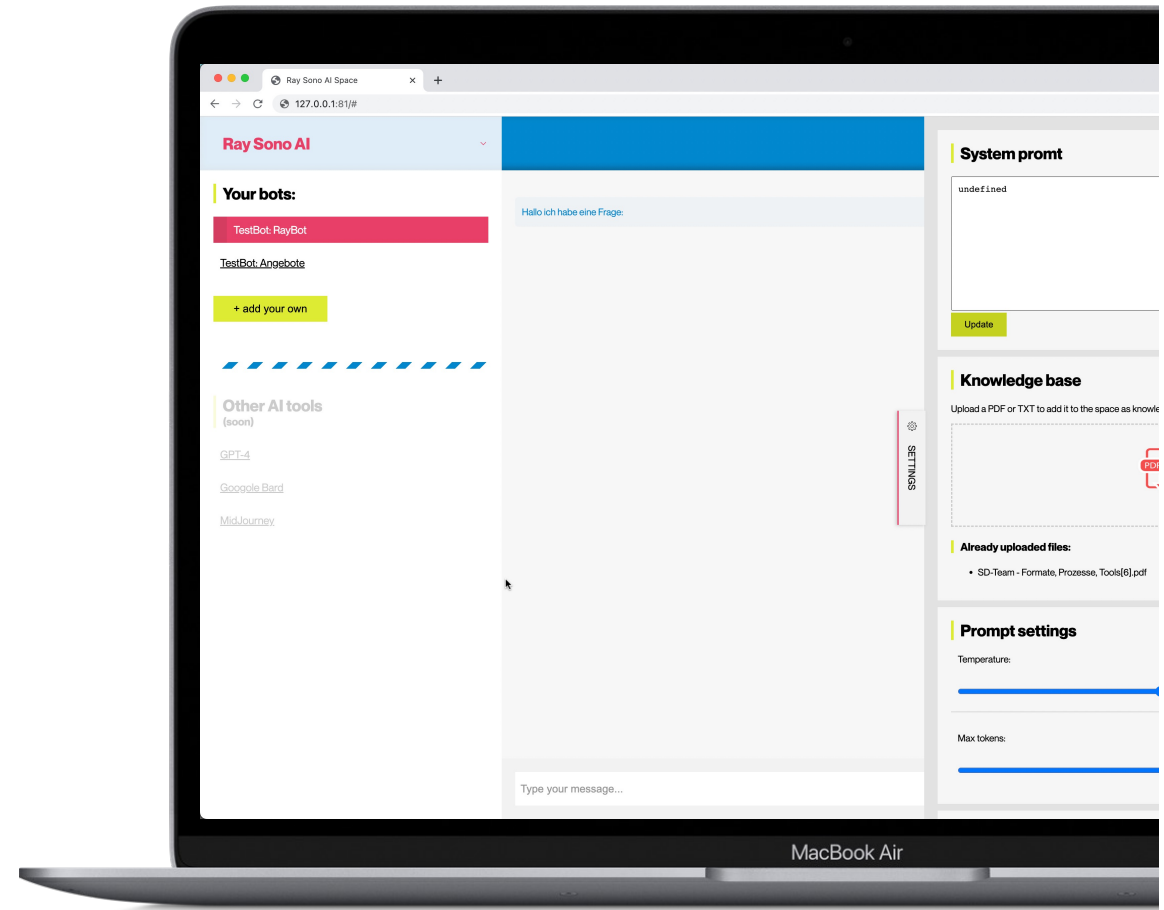 Ray Sono AI Space
127.0.0.1:81/#
Ray Sono AI
Your bots:
TestBot: RayBot
TestBot: Angebote
+ add your own
Other AI tools
(soon)
GPT-4
Googole Bard
MidJourney
Hallo ich habe eine Frage:
Type your message...
SETTINGS
System promt
undefined
Update
Knowledge base
Upload a PDF or TXT to add it to the space as knowle
PDF
Already uploaded files:
• SD-Team - Formate, Prozesse, Tools[6].pdf
Prompt settings
Temperature:
Max tokens:
MacBook Air